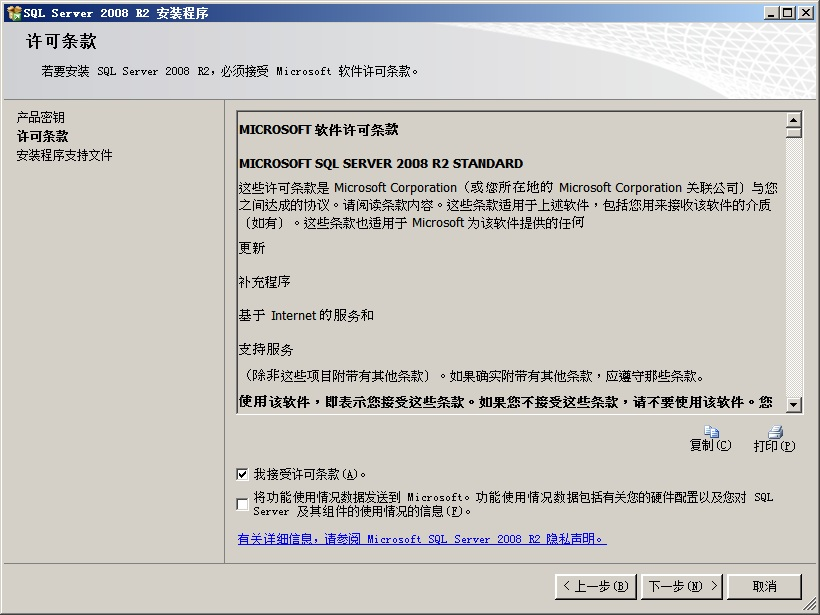 SQL Server 2008 R2 安装程序
许可条款
若要安装 SQL Server 2008 R2，必须接受 Microsoft 软件许可条款。
产品密钥
许可条款
安装程序支持文件
MICROSOFT 软件许可条款
MICROSOFT SQL SERVER 2008 R2 STANDARD
这些许可条款是 Microsoft Corporation（或您所在地的 Microsoft Corporation 关联公司）与您
之间达成的协议。请阅读条款内容。这些条款适用于上述软件，包括您用来接收该软件的介质
（如有）。这些条款也适用于 Microsoft 为该软件提供的任何
更新
补充程序
基于 Internet 的服务和
支持服务
（除非这些项目附带有其他条款）。如果确实附带有其他条款，应遵守那些条款。
使用该软件，即表示您接受这些条款。如果您不接受这些条款，请不要使用该软件。您
复制(C)
打印(P)
我接受许可条款(A)。
将功能使用情况数据发送到 Microsoft。功能使用情况数据包括有关您的硬件配置以及您对 SQL
Server 及其组件的使用情况的信息(F)。
有关详细信息，请参阅 Microsoft SQL Server 2008 R2 隐私声明。
< 上一步(B)
下一步(N) >
取消